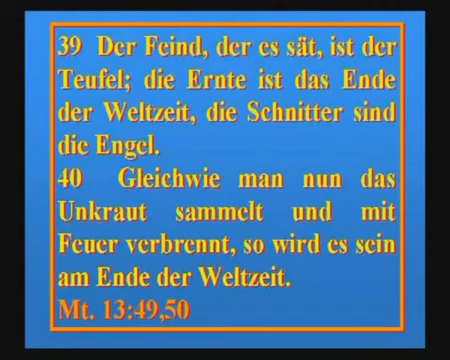 39 Der Feind, der es sät, ist der
Teufel; die Ernte ist das Ende
der Weltzeit, die Schnitter sind
die Engel.
40 Gleichwie man nun das
Unkraut sammelt und mit
Feuer verbrennt, so wird es sein
am Ende der Weltzeit.
Mt. 13:49,50